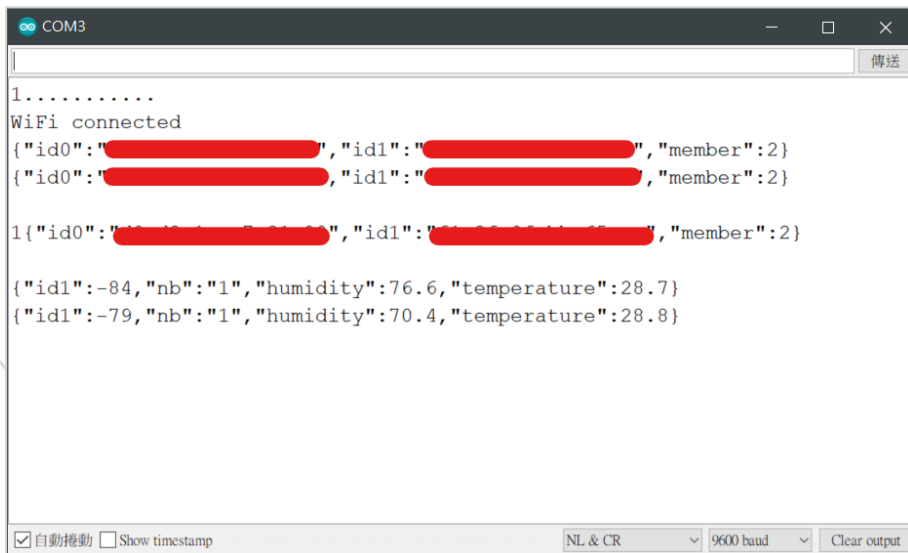 COM3
傳送
1...........
WiFi connected
{"id0":"","id1":"","member":2}
{"id0":","id1":"","member":2}
1{"id0":"","id1":"","member":2}
{"id1":-84,"nb":"1","humidity":76.6,"temperature":28.7}
{"id1":-79,"nb":"1","humidity":70.4,"temperature":28.8}
自動捲動 Show timestamp NL & CR 9600 baud Clear output